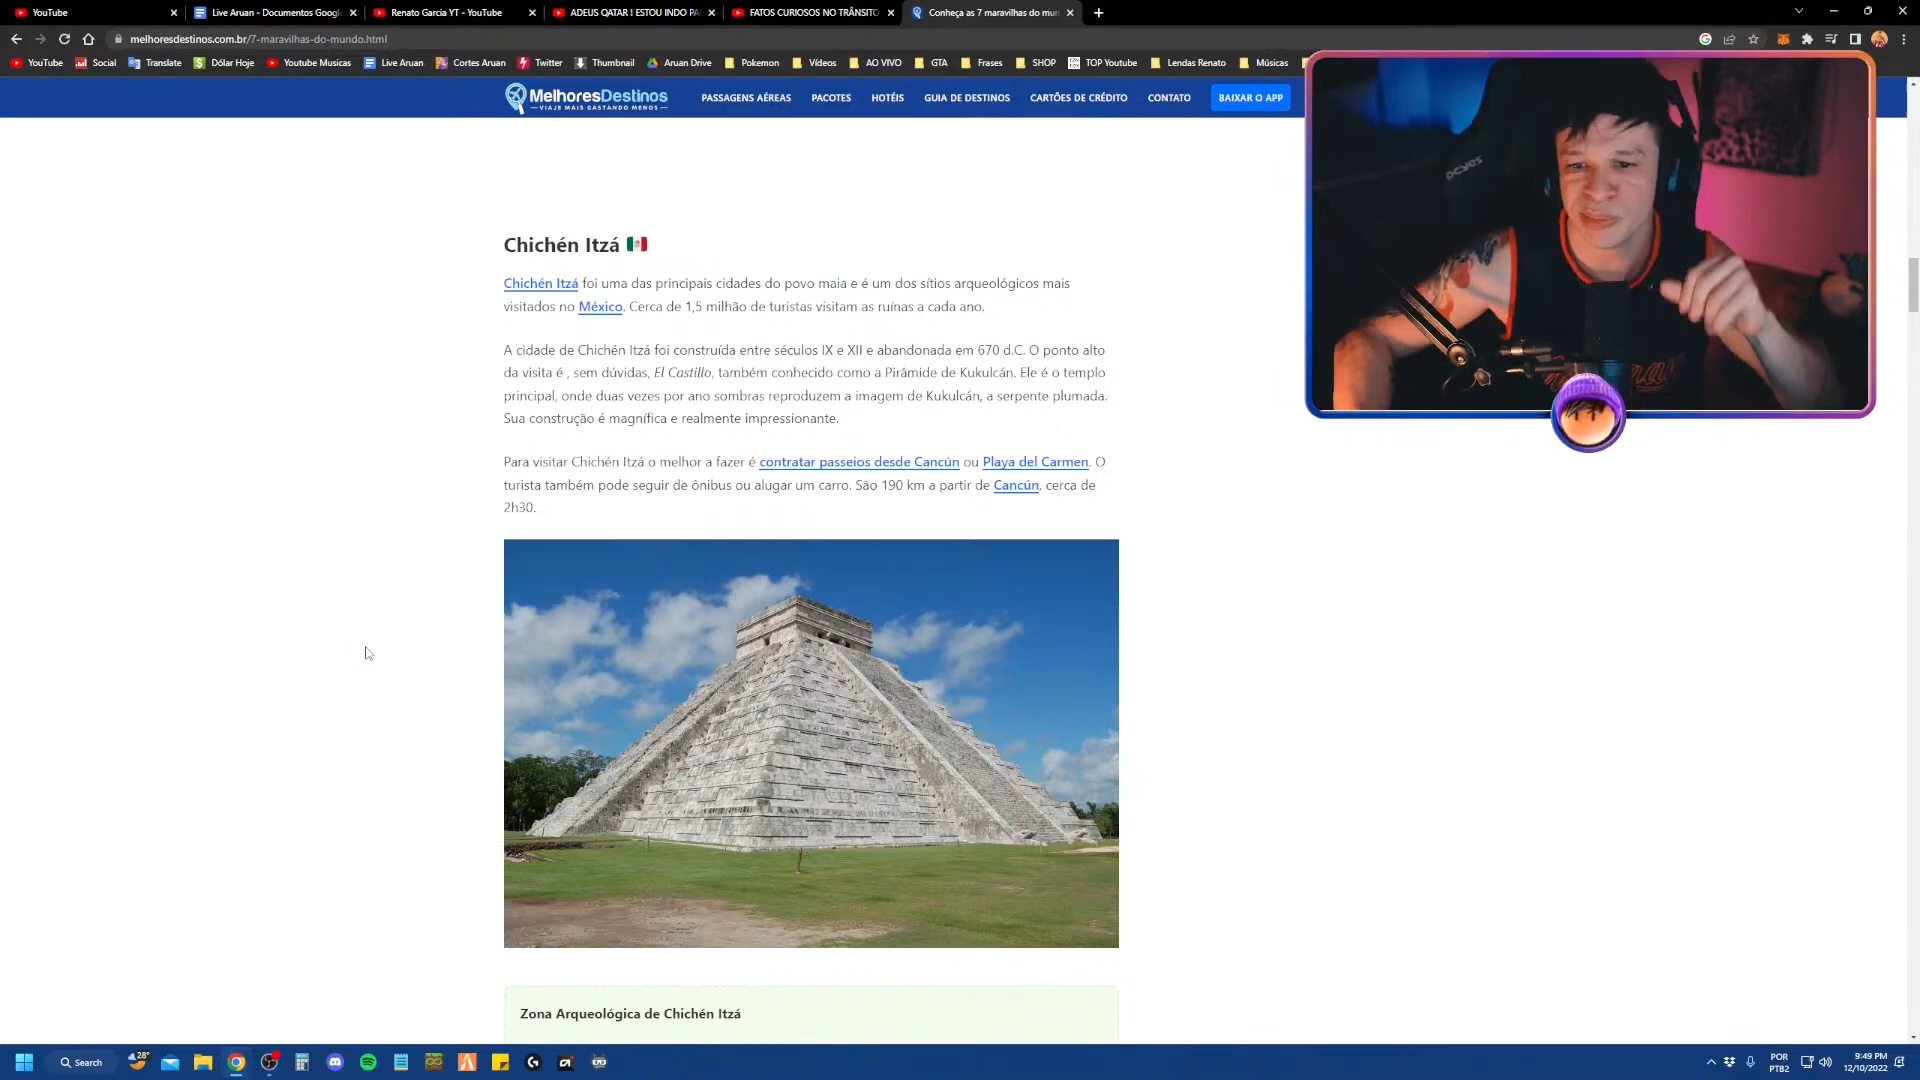 YouTube
Live Aruan - Documentos Google
Renato Garcia YT - YouTube
ADEUS QATAR ! ESTOU INDO PA
FATOS CURIOSOS NO TRÂNSITO
Conheça as 7 maravilhas do mun
melhoresdestinos.com.br/7-maravilhas-do-mundo.html
YouTube
Social
Translate
Dólar Hoje
Youtube Musicas
Live Aruan
Cortes Aruan
Twitter
Thumbnail
Aruan Drive
Pokemon
Vídeos
AO VIVO
GTA
Frases
SHOP
TOP Youtube
Lendas Renato
Músicas
MelhoresDestinos
VIAJE MAIS GASTANDO MENOS
PASSAGENS AÉREAS
PACOTES
HOTÉIS
GUIA DE DESTINOS
CARTÕES DE CRÉDITO
CONTATO
BAIXAR O APP
pcyes
Chichén Itzá
Chichén Itzá foi uma das principais cidades do povo maia e é um dos sítios arqueológicos mais
visitados no México. Cerca de 1,5 milhão de turistas visitam as ruínas a cada ano.
A cidade de Chichén Itzá foi construída entre séculos IX e XII e abandonada em 670 d.C. O ponto alto
da visita é , sem dúvidas, El Castillo, também conhecido como a Pirâmide de Kukulcán. Ele é o templo
principal, onde duas vezes por ano sombras reproduzem a imagem de Kukulcán, a serpente plumada.
Sua construção é magnífica e realmente impressionante.
Para visitar Chichén Itzá o melhor a fazer é contratar passeios desde Cancún ou Playa del Carmen. O
turista também pode seguir de ônibus ou alugar um carro. São 190 km a partir de Cancún, cerca de
2h30.
Zona Arqueológica de Chichén Itzá
Search
28°
POR
PTB2
9:49 PM
12/10/2022